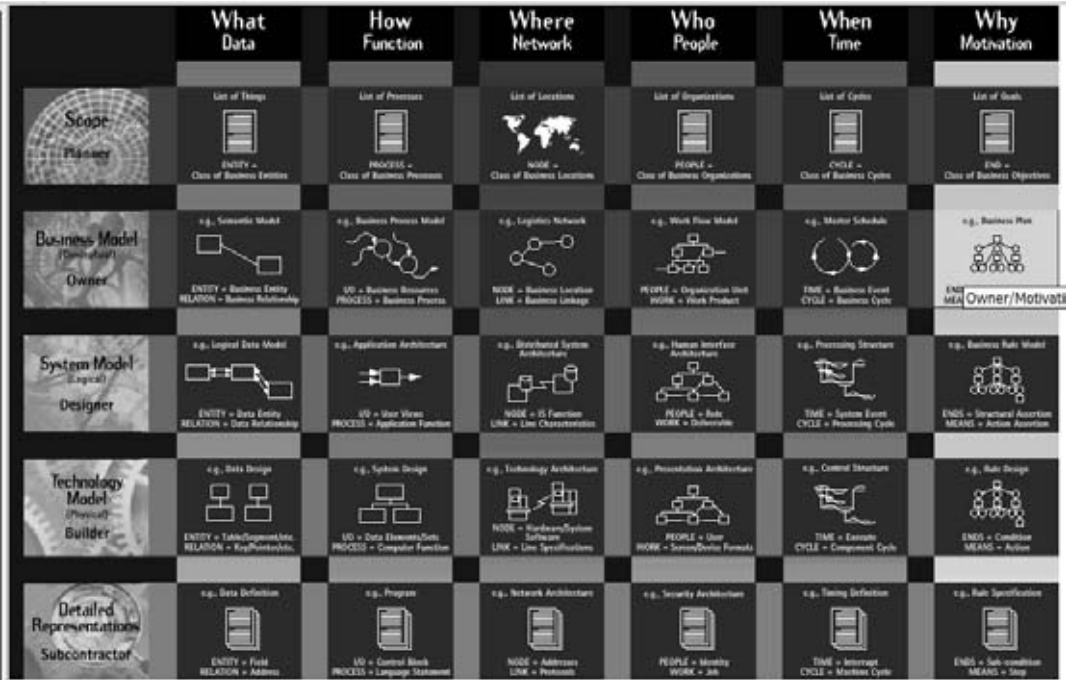 What
Data
How
Function
Where
Network
Who
People
When
Time
Why
Motivation
Scope
Planner
List of Things
ENTITY =
Class of Business Entities
List of Processes
PROCESS =
Class of Business Processes
List of Locations
NODE =
Class of Business Locations
List of Organizations
PEOPLE =
Class of Business Organizations
List of Cycles
CYCLE =
Class of Business Cycles
List of Goals
END =
Class of Business Objectives
Business Model
(Conceptual)
Owner
e.g., Semantic Model
ENTITY = Business Entity
RELATION = Business Relationship
e.g., Business Process Model
I/O = Business Resources
PROCESS = Business Process
e.g., Logistics Network
NODE = Business Location
LINK = Business Linkage
e.g., Work Flow Model
PEOPLE = Organization Unit
WORK = Work Product
e.g., Master Schedule
TIME = Business Event
CYCLE = Business Cycle
e.g., Business Plan
Owner/Motivati
System Model
(Logical)
Designer
e.g., Logical Data Model
ENTITY = Data Entity
RELATION = Data Relationship
e.g., Application Architecture
I/O = User Views
PROCESS = Application Function
e.g., Distributed System
Architecture
NODE = IS Function
LINK = Line Characteristics
e.g., Human Interface
Architecture
PEOPLE = Role
WORK = Deliverable
e.g., Processing Structure
TIME = System Event
CYCLE = Processing Cycle
e.g., Business Rule Model
ENDS = Structural Assertion
MEANS = Action Assertion
Technology
Model
(Physical)
Builder
e.g., Data Design
ENTITY = Table/Segment/etc.
RELATION = Key/Pointer/etc.
e.g., System Design
I/O = Data Elements/Sets
PROCESS = Computer Function
e.g., Technology Architecture
NODE = Hardware/System
Software
LINK = Line Specifications
e.g., Presentation Architecture
PEOPLE = User
WORK = Screen/Device Formats
e.g., Control Structure
TIME = Execute
CYCLE = Component Cycle
e.g., Rule Design
ENDS = Condition
MEANS = Action
Detailed
Representations
Subcontractor
e.g., Data Definition
ENTITY = Field
RELATION = Address
e.g., Program
I/O = Control Block
PROCESS = Language Statement
e.g., Network Architecture
NODE = Addresses
LINK = Protocols
e.g., Security Architecture
PEOPLE = Identity
WORK = Job
e.g., Timing Definition
TIME = Interrupt
CYCLE = Machine Cycle
e.g., Rule Specification
ENDS = Sub-condition
MEANS = Step